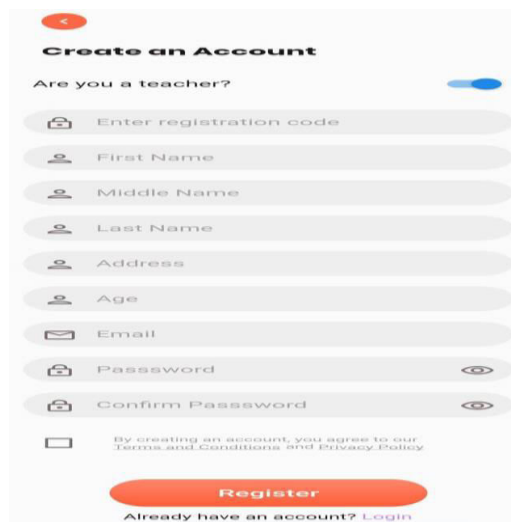 Create an Account
Are you a teacher?
Enter registration code
First Name
Middle Name
Last Name
Address
Age
Email
Passsword
Confirm Passsword
By creating an account, you agree to our
Terms and Conditions and Privacy Policy
Register
Already have an account? Login